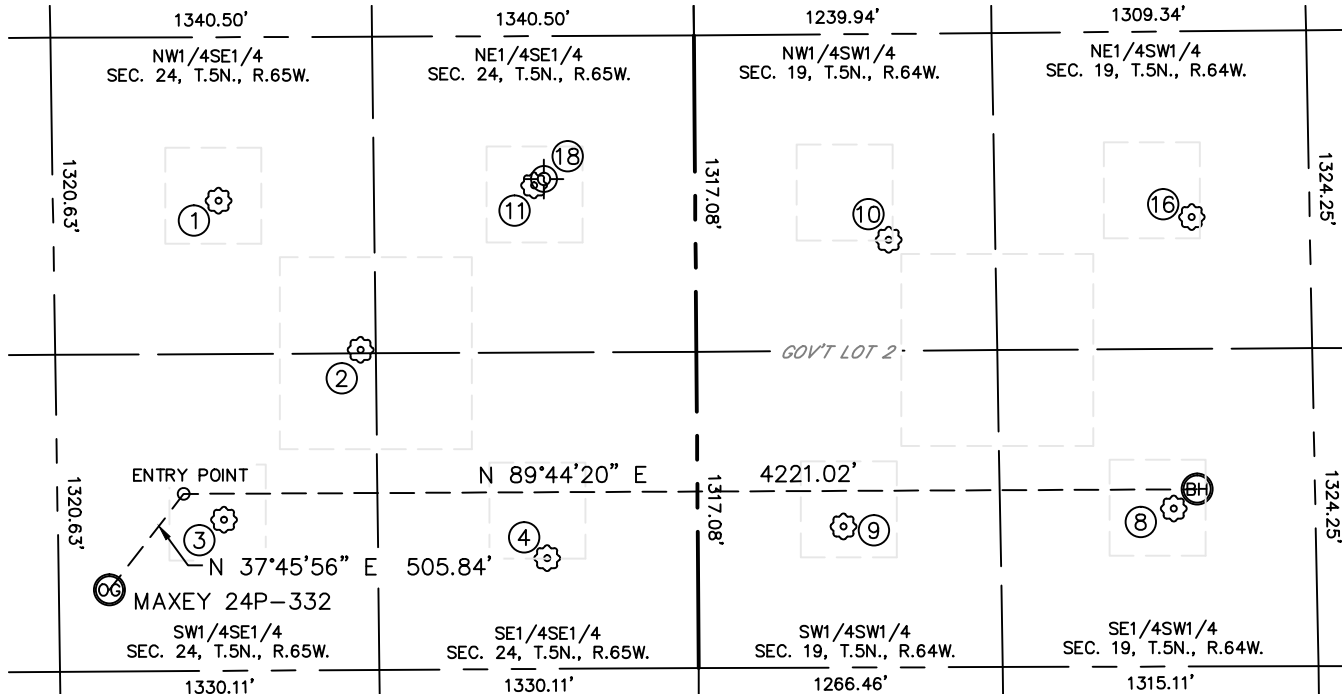 1340.50' 1340.50' 1239.94' 1309.34'
NW1/4SE1/4
SEC. 24, T.5N., R.65W.
NE1/4SE1/4
SEC. 24, T.5N., R.65W.
NW1/4SW1/4
SEC. 19, T.5N., R.64W.
NE1/4SW1/4
SEC. 19, T.5N., R.64W.
1320.63'
1
11
18
1317.08'
10
16
1324.25'
2
GOV'T LOT 2
ENTRY POINT
N 89°44'20" E 4221.02'
1320.63'
3
4
1317.08'
9
8
BH
1324.25'
N 37°45'56" E 505.84'
OG
MAXEY 24P-332
SW1/4SE1/4
SEC. 24, T.5N., R.65W.
SE1/4SE1/4
SEC. 24, T.5N., R.65W.
SW1/4SW1/4
SEC. 19, T.5N., R.64W.
SE1/4SW1/4
SEC. 19, T.5N., R.64W.
1330.11' 1330.11' 1266.46' 1315.11'